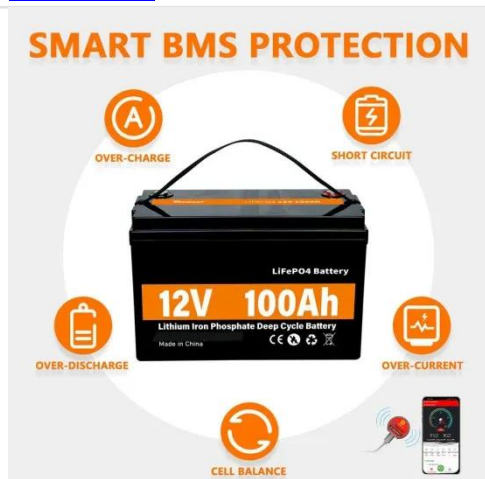 SMART BMS PROTECTION
OVER-CHARGE
SHORT CIRCUIT
LiFePO4 Battery
12V 100Ah
Lithium Iron Phosphate Deep Cycle Battery
Made in China
CE
OVER-DISCHARGE
OVER-CURRENT
CELL BALANCE